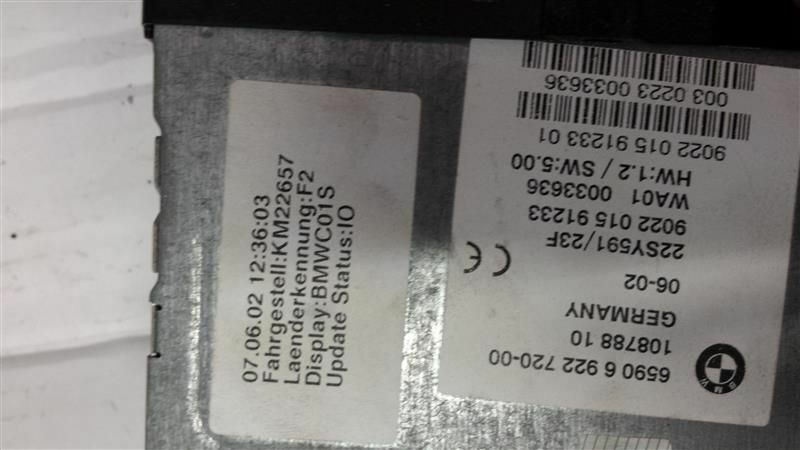 07.06.02 12:36:03
Fahrgestell:KM22657
Laenderkennung:F2
Display:BMWC01S
Update Status:IO
BMW
6590 6 922 720-00
108788 10
GERMANY
06-02
CE
22SY591/23F
9022 015 91233
WA01 0033636
HW:1.2 / SW:5.00
9022 015 91233 01
003 0223 0033636